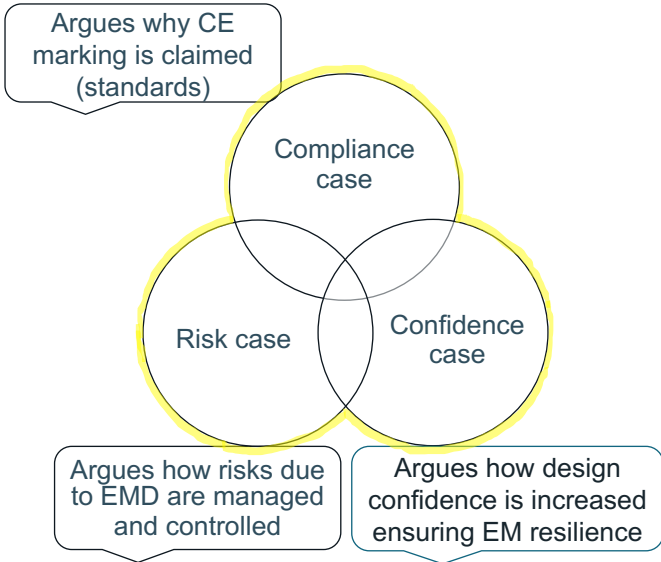 Argues why CE
marking is claimed
(standards)
Compliance
case
Risk case
Confidence
case
Argues how risks due
to EMD are managed
and controlled
Argues how design
confidence is increased
ensuring EM resilience